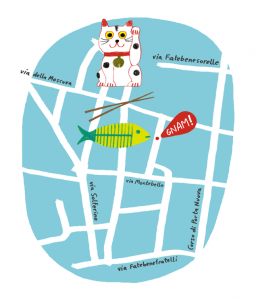 via Fatebenesorelle
via della Moscova
GNAM!
via Montebello
via Solferino
Corso di Porta Nuova
via Fatebenefratelli